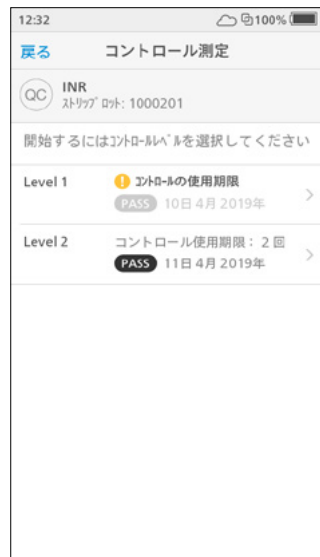 12:32 100%
戻る コントロール測定
QC INR
ｽﾄﾘｯﾌﾟ ﾛｯﾄ: 1000201
開始するにはｺﾝﾄﾛｰﾙﾚﾍﾞﾙを選択してください
Level 1 ! ｺﾝﾄﾛｰﾙの使用期限
PASS 10日 4月 2019年
Level 2 コントロール使用期限： 2 回
PASS 11日 4月 2019年